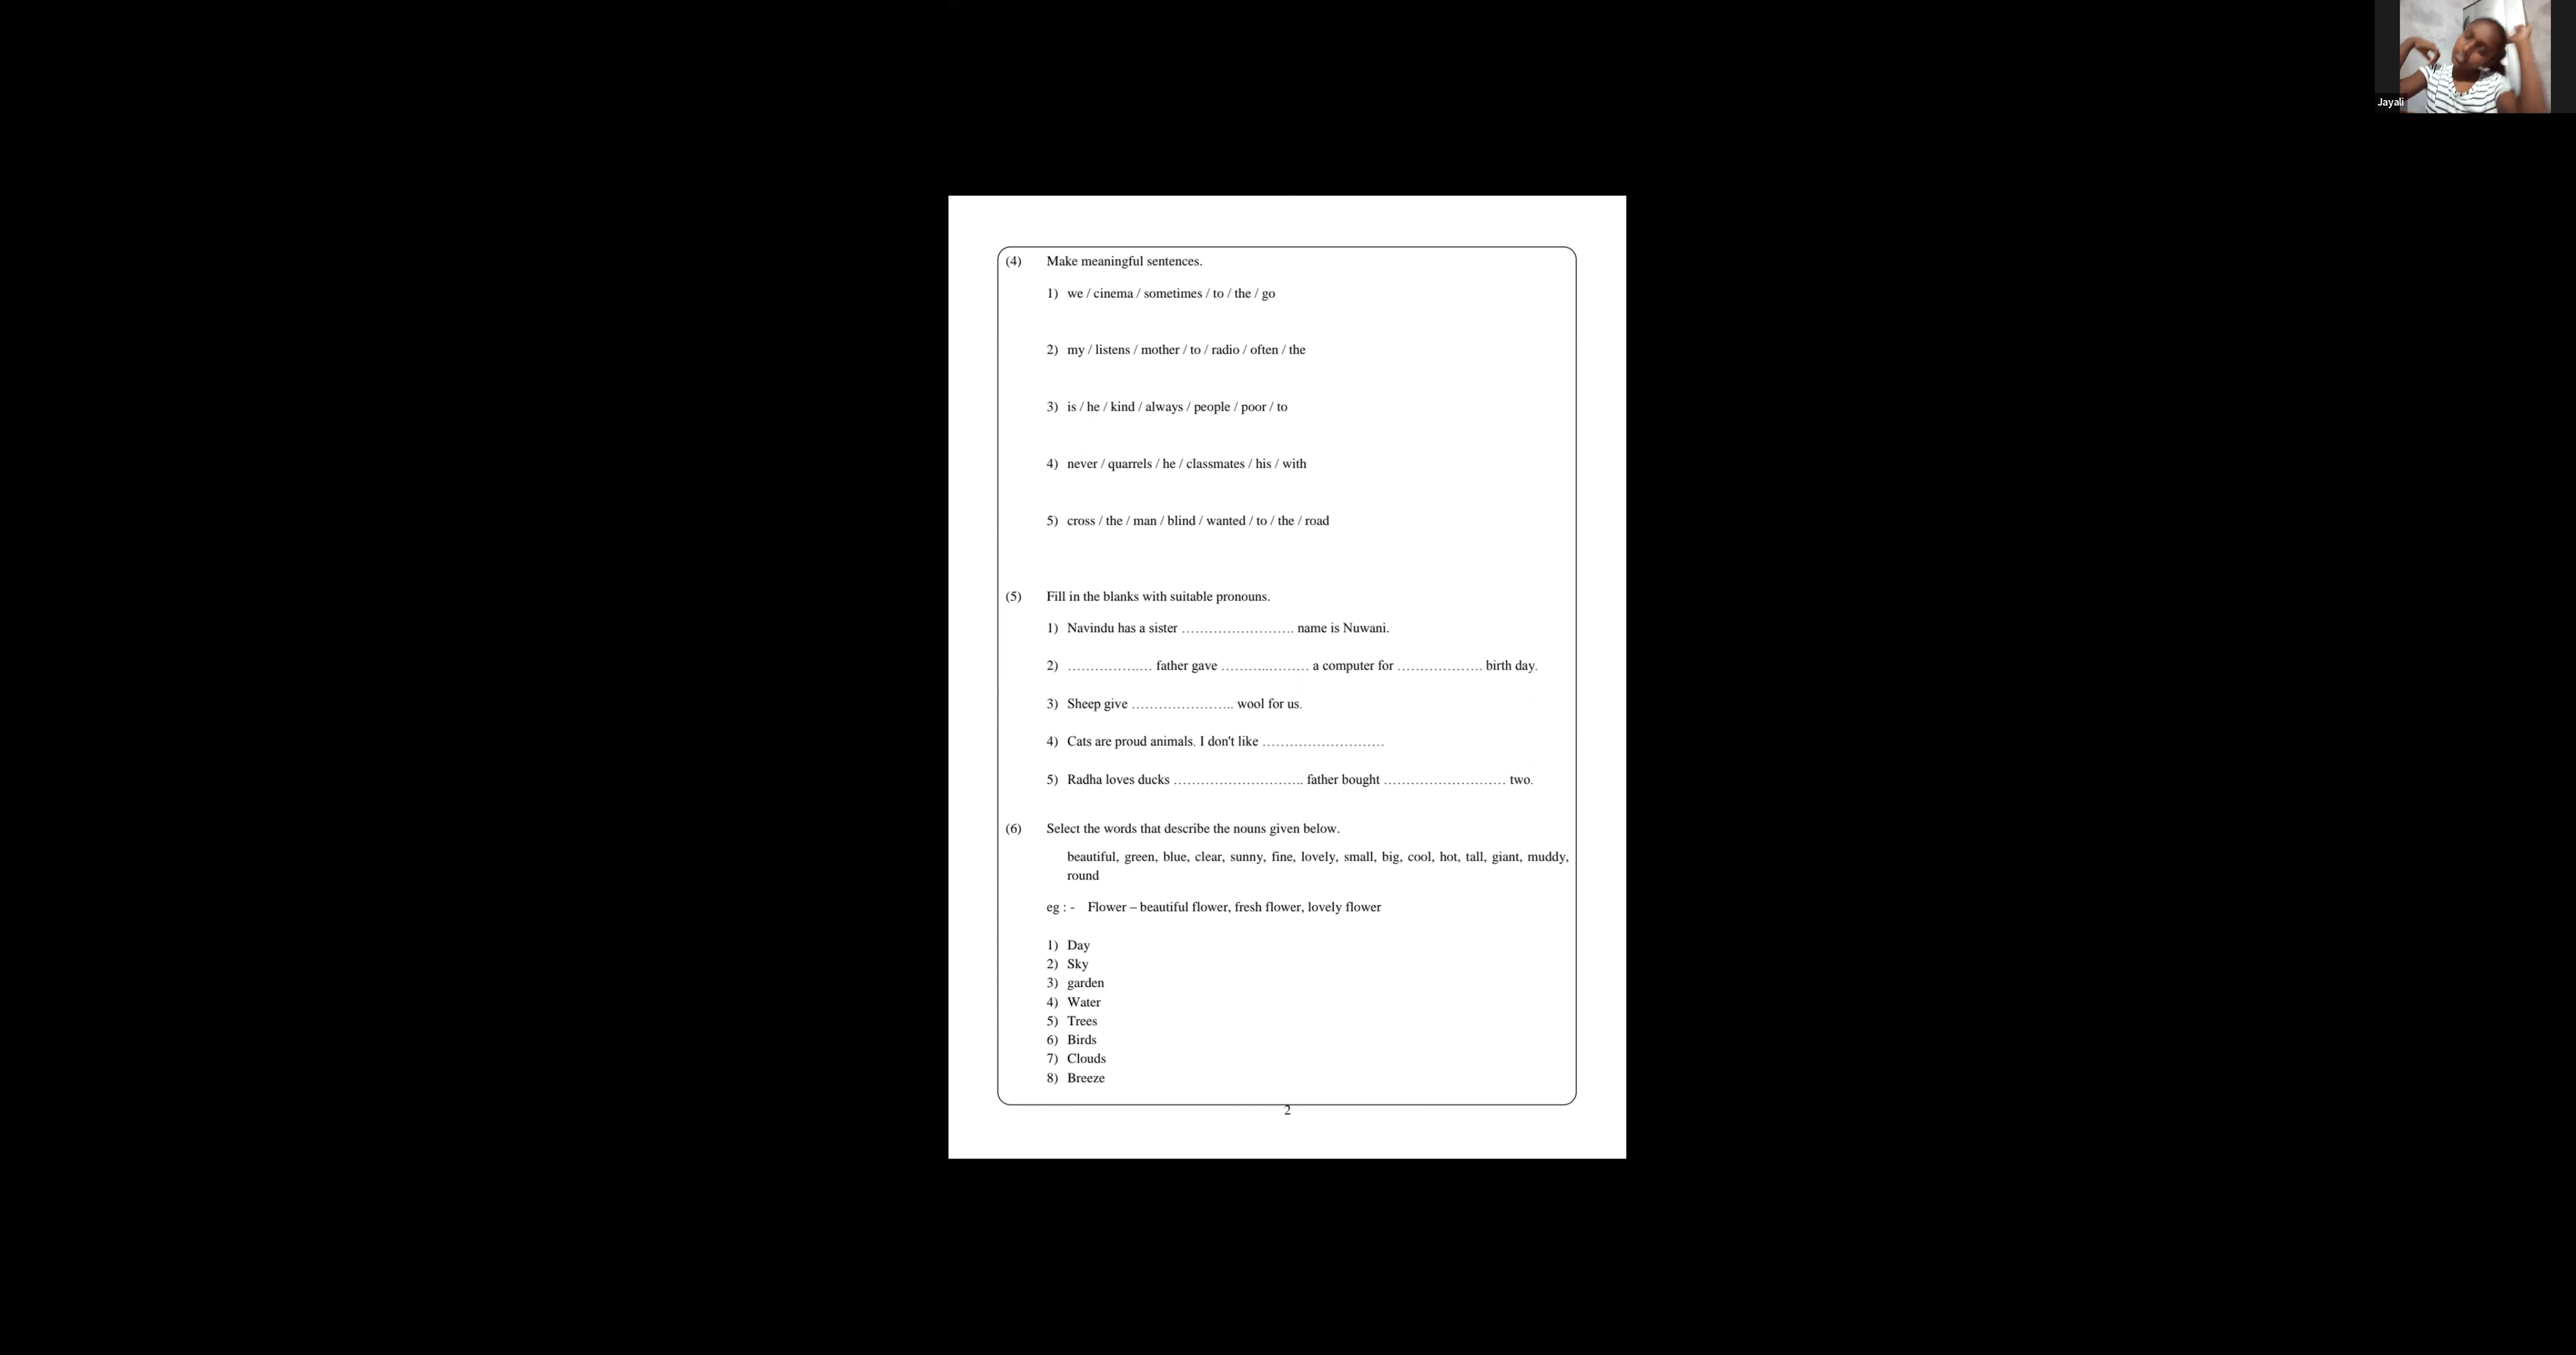 Jayali
(4) Make meaningful sentences.
1) we / cinema / sometimes / to / the / go
2) my / listens / mother / to / radio / often / the
3) is / he / kind / always / people / poor / to
4) never / quarrels / he / classmates / his / with
5) cross / the / man / blind / wanted / to / the / road
(5) Fill in the blanks with suitable pronouns.
1) Navindu has a sister ……………………. name is Nuwani.
2) …………………. father gave ………..……… a computer for ………………. birth day.
3) Sheep give ………………….. wool for us.
4) Cats are proud animals. I don't like ………………………
5) Radha loves ducks ……………………….. father bought ……………………… two.
(6) Select the words that describe the nouns given below.
beautiful, green, blue, clear, sunny, fine, lovely, small, big, cool, hot, tall, giant, muddy,
round
eg : - Flower – beautiful flower, fresh flower, lovely flower
1) Day
2) Sky
3) garden
4) Water
5) Trees
6) Birds
7) Clouds
8) Breeze
2